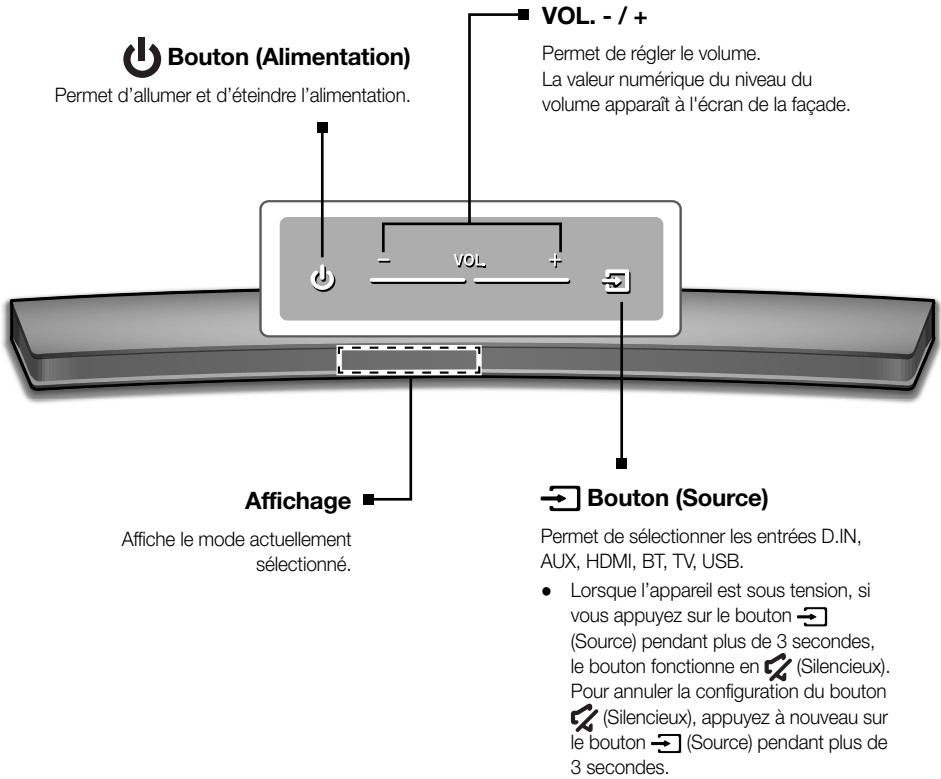 VOL. - / +
Permet de régler le volume.
La valeur numérique du niveau du
volume apparaît à l'écran de la façade.
Bouton (Alimentation)
Permet d’allumer et d’éteindre l’alimentation.
- VOL. +
Affichage
Affiche le mode actuellement
sélectionné.
Bouton (Source)
Permet de sélectionner les entrées D.IN,
AUX, HDMI, BT, TV, USB.
● Lorsque l’appareil est sous tension, si
vous appuyez sur le bouton
(Source) pendant plus de 3 secondes,
le bouton fonctionne en (Silencieux).
Pour annuler la configuration du bouton
(Silencieux), appuyez à nouveau sur
le bouton (Source) pendant plus de
3 secondes.